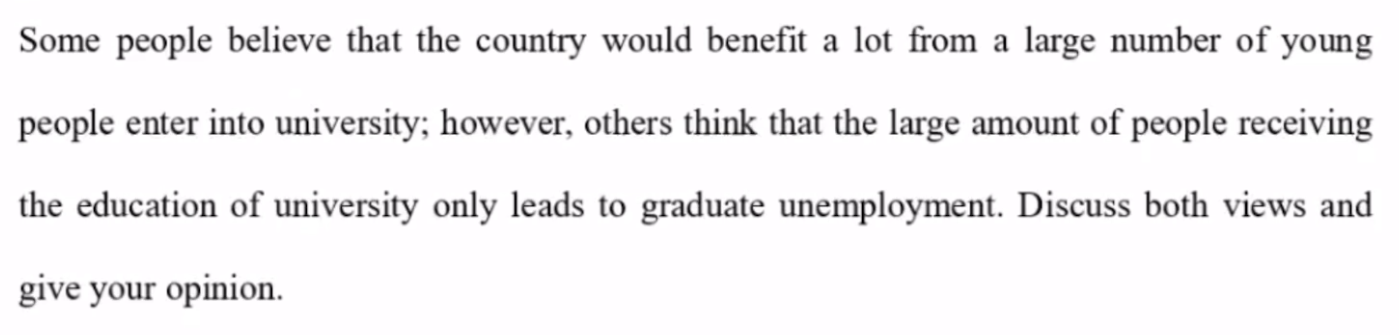 Some people believe that the country would benefit a lot from a large number of young
people enter into university; however, others think that the large amount of people receiving
the education of university only leads to graduate unemployment. Discuss both views and
give your opinion.